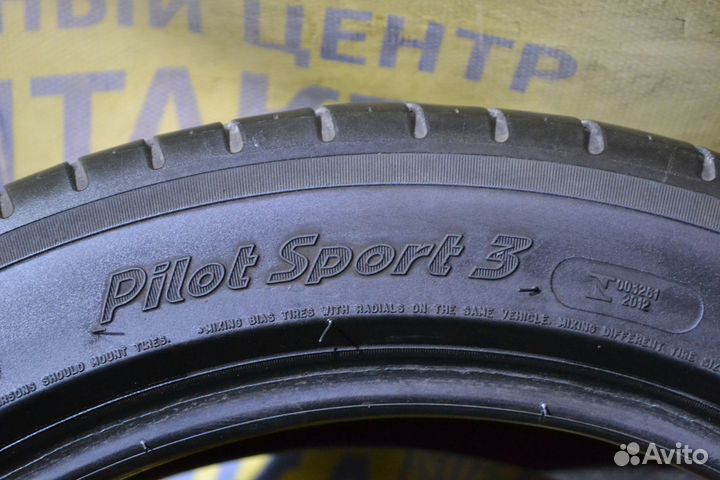 НЫЙ ЦЕНТР
Pilot Sport 3
003281
2012
RSONS SHOULD MOUNT TIRES. *MIXING BIAS TIRES WITH RADIALS ON THE SAME VEHICLE, MIXING DIFFERENT TIRE SIZ
Avito